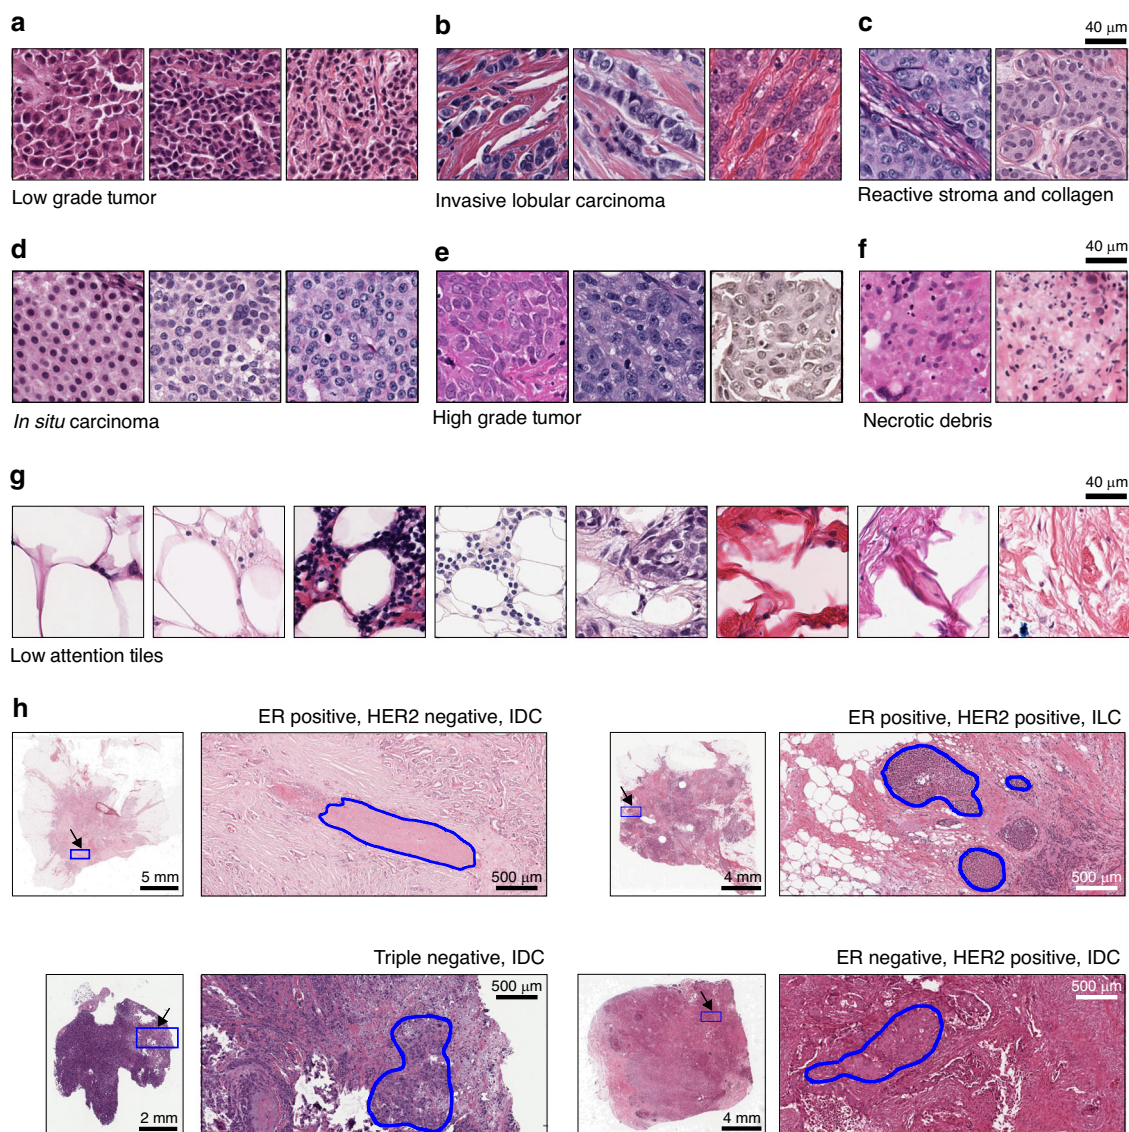 a
b
c
40 μm
Low grade tumor
Invasive lobular carcinoma
Reactive stroma and collagen
d
e
f
40 μm
In situ carcinoma
High grade tumor
Necrotic debris
g
40 μm
Low attention tiles
h
ER positive, HER2 negative, IDC
ER positive, HER2 positive, ILC
5 mm
500 μm
4 mm
500 μm
Triple negative, IDC
ER negative, HER2 positive, IDC
500 μm
500 μm
2 mm
4 mm